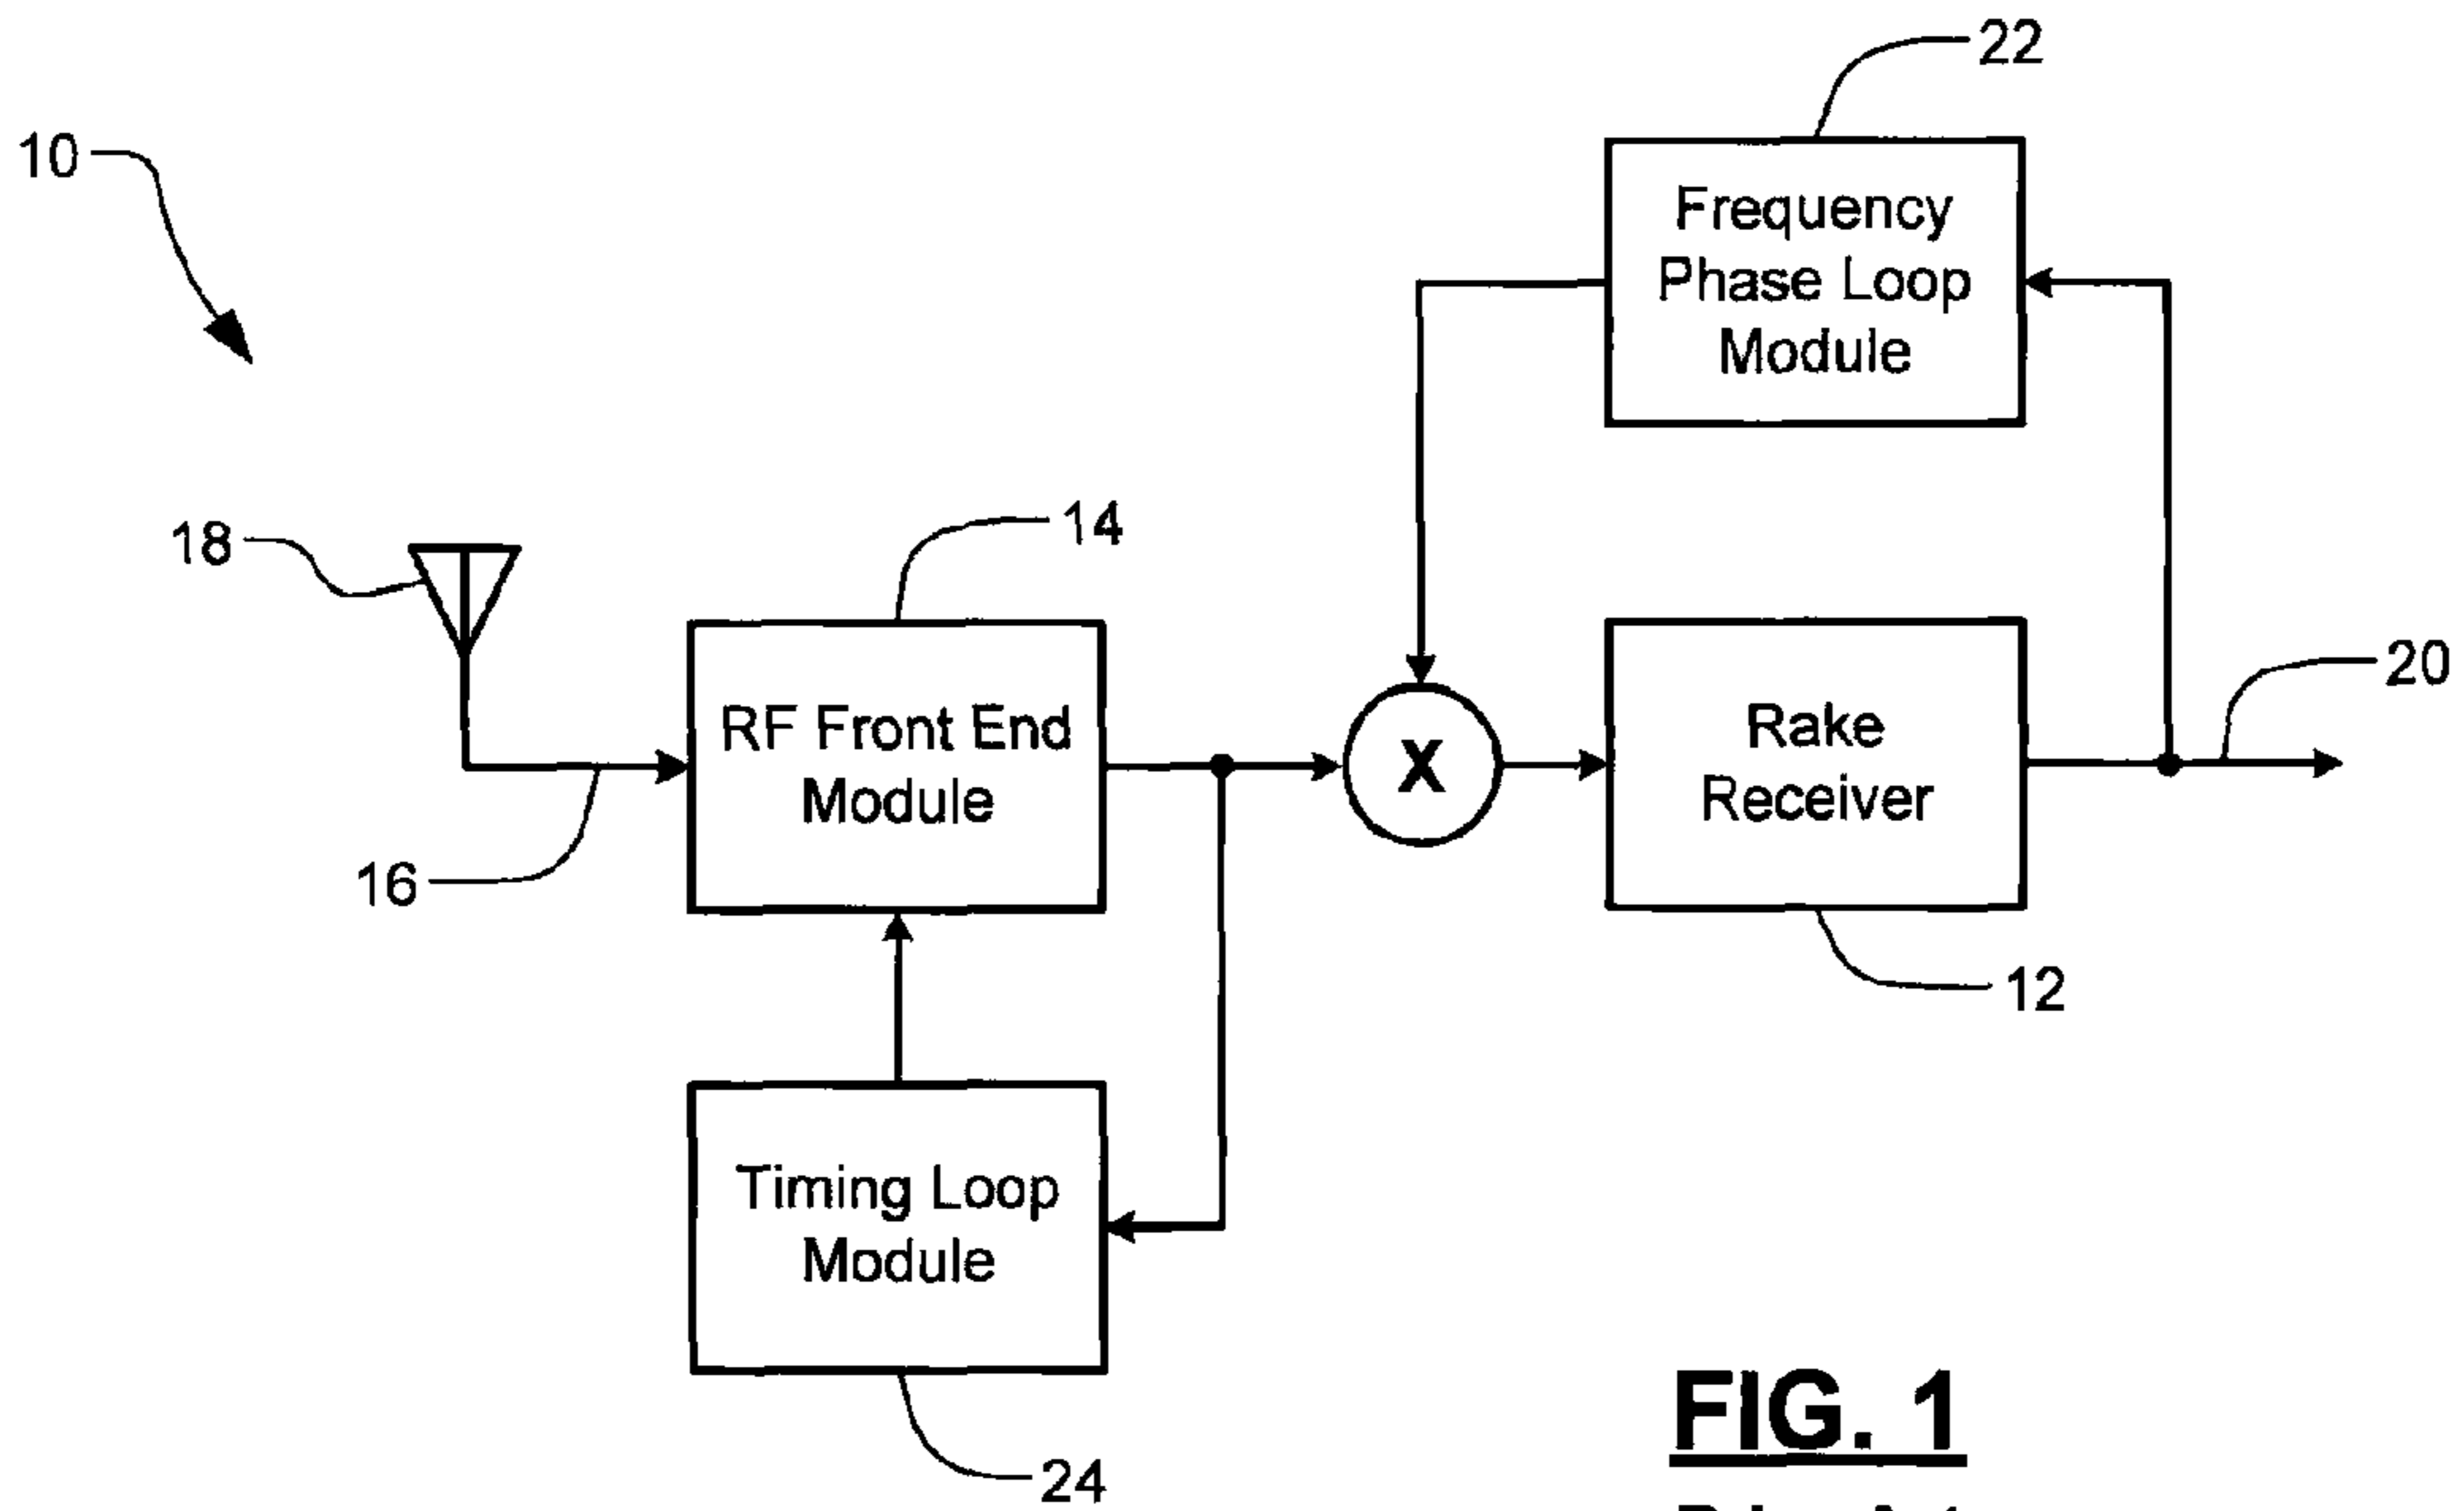 22
10
Frequency
Phase Loop
Module
14
18
20
RF Front End
Module
X
Rake
Receiver
16
12
Timing Loop
Module
FIG. 1
24